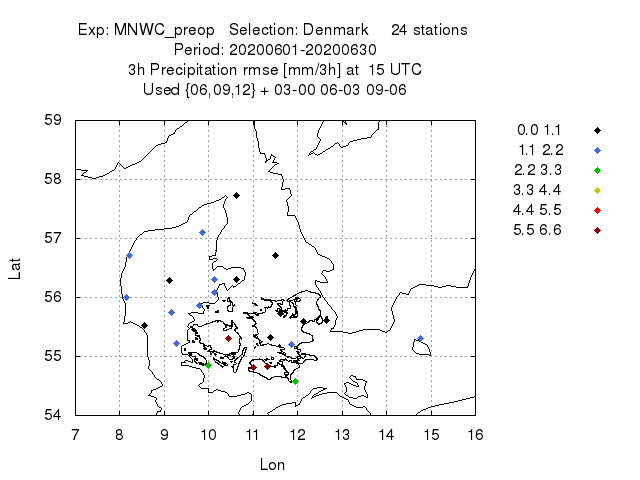 Exp: MNWC_preop Selection: Denmark 24 stations
Period: 20200601-20200630
3h Precipitation rmse [mm/3h] at 15 UTC
Used {06,09,12} + 03-00 06-03 09-06
59
58
57
56
55
54
Lat
7 8 9 10 11 12 13 14 15 16
Lon
0.0 1.1
1.1 2.2
2.2 3.3
3.3 4.4
4.4 5.5
5.5 6.6